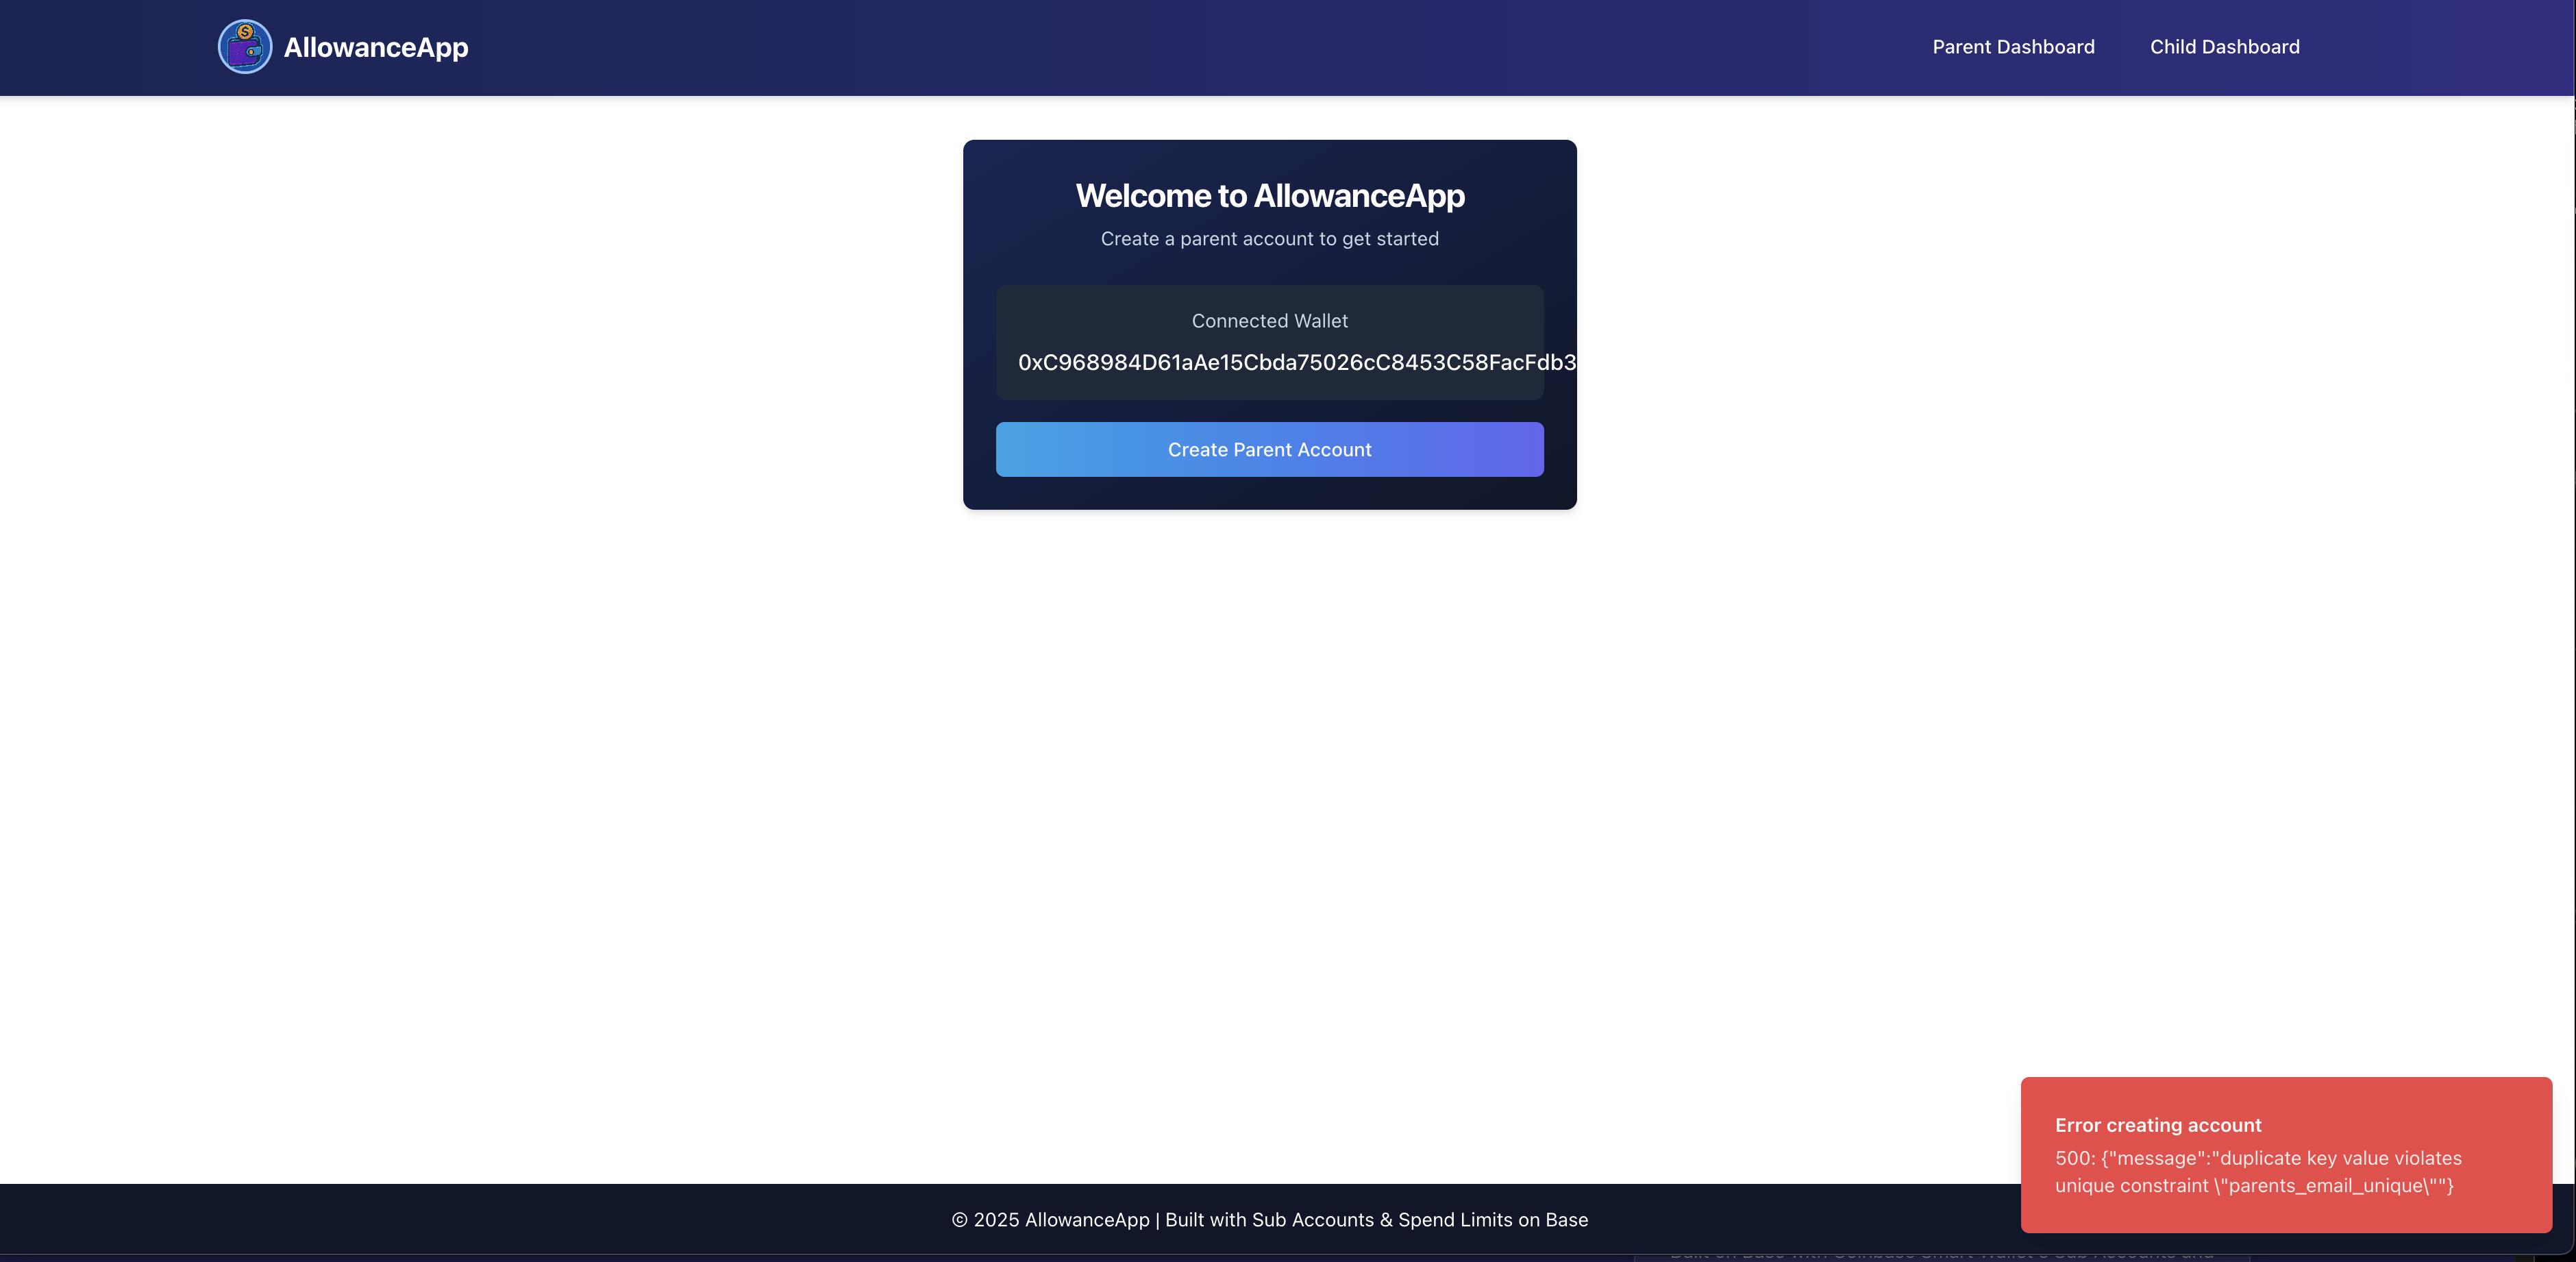 AllowanceApp
Parent Dashboard
Child Dashboard
Welcome to AllowanceApp
Create a parent account to get started
Connected Wallet
0xC968984D61aAe15Cbda75026cC8453C58FacFdb3
Create Parent Account
Error creating account
500: {"message":"duplicate key value violates
unique constraint \"parents_email_unique\""}
© 2025 AllowanceApp | Built with Sub Accounts & Spend Limits on Base